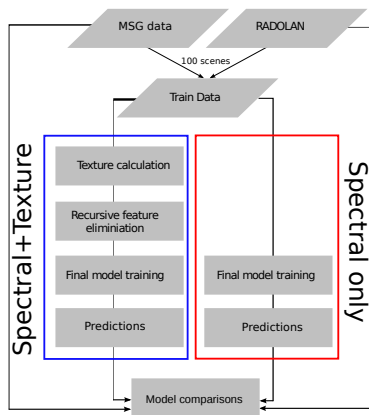 MSG data
RADOLAN
100 scenes
Train Data
Spectral+Texture
Texture calculation
Recursive feature
eliminiation
Final model training
Predictions
Spectral only
Final model training
Predictions
Model comparisons